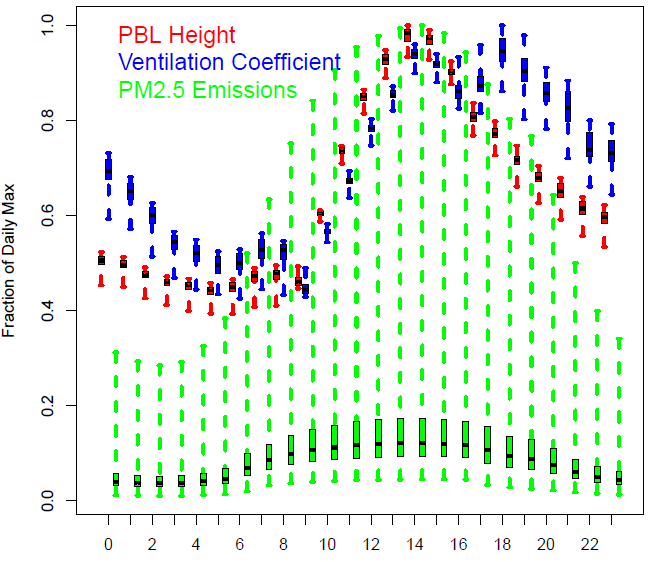 PBL Height
Ventilation Coefficient
PM2.5 Emissions
Fraction of Daily Max
1.0
0.8
0.6
0.4
0.2
0.0
0 2 4 6 8 10 12 14 16 18 20 22